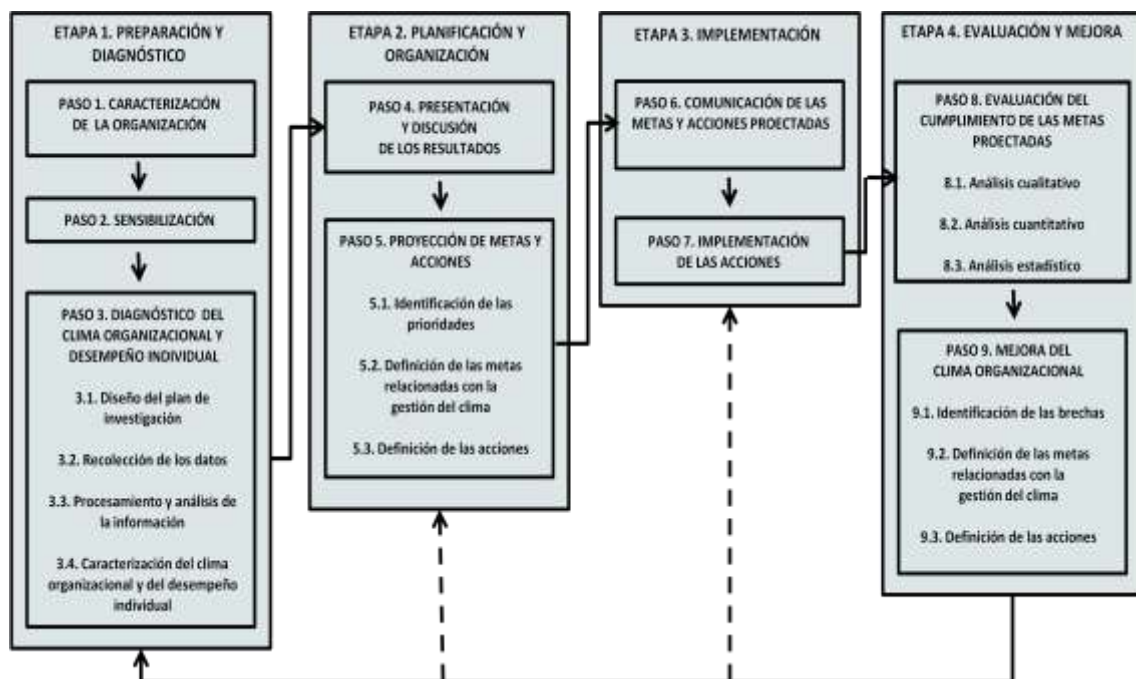 ETAPA 1. PREPARACIÓN Y
DIAGNÓSTICO
PASO 1. CARACTERIZACIÓN
DE LA ORGANIZACIÓN
PASO 2. SENSIBILIZACIÓN
PASO 3. DIAGNÓSTICO DEL
CLIMA ORGANIZACIONAL Y
DESEMPEÑO INDIVIDUAL
3.1. Diseño del plan de
investigación
3.2. Recolección de los datos
3.3. Procesamiento y análisis de
la información
3.4. Caracterización del clima
organizacional y del desempeño
individual
ETAPA 2. PLANIFICACIÓN Y
ORGANIZACIÓN
PASO 4. PRESENTACIÓN
Y DISCUSIÓN
DE LOS RESULTADOS
PASO 5. PROYECCIÓN DE METAS Y
ACCIONES
5.1. Identificación de las
prioridades
5.2. Definición de las metas
relacionadas con la
gestión del clima
5.3. Definición de las acciones
ETAPA 3. IMPLEMENTACIÓN
PASO 6. COMUNICACIÓN DE LAS
METAS Y ACCIONES PROECTADAS
PASO 7. IMPLEMENTACIÓN
DE LAS ACCIONES
ETAPA 4. EVALUACIÓN Y MEJORA
PASO 8. EVALUACIÓN DEL
CUMPLIMIENTO DE LAS METAS
PROECTADAS
8.1. Análisis cualitativo
8.2. Análisis cuantitativo
8.3. Análisis estadístico
PASO 9. MEJORA DEL
CLIMA ORGANIZACIONAL
9.1. Identificación de las brechas
9.2. Definición de las metas
relacionadas con la
gestión del clima
9.3. Definición de las acciones